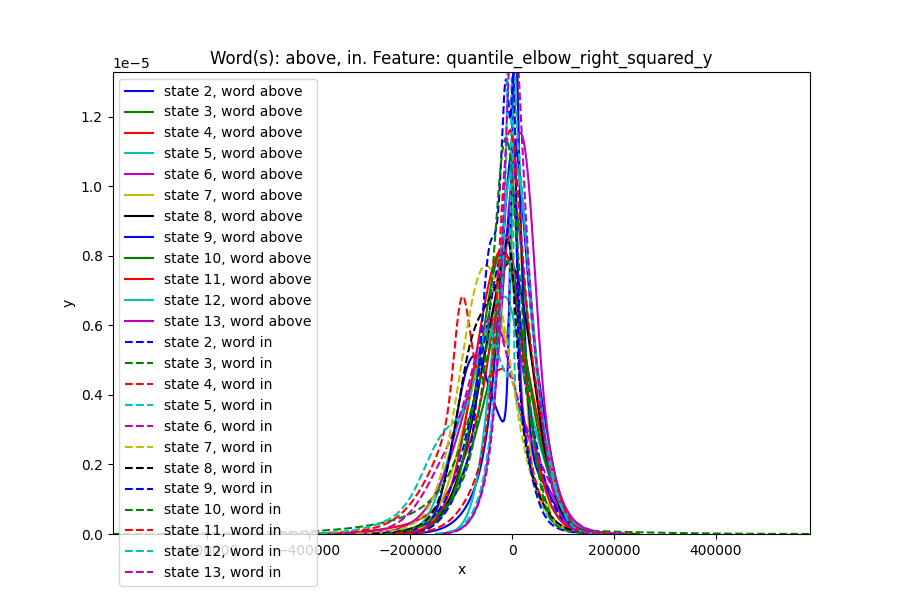 Word(s): above, in. Feature: quantile_elbow_right_squared_y
1e−5
1.2
1.0
0.8
0.6
0.4
0.2
0.0
y
state 2, word above
state 3, word above
state 4, word above
state 5, word above
state 6, word above
state 7, word above
state 8, word above
state 9, word above
state 10, word above
state 11, word above
state 12, word above
state 13, word above
state 2, word in
state 3, word in
state 4, word in
state 5, word in
state 6, word in
state 7, word in
state 8, word in
state 9, word in
state 10, word in
state 11, word in
state 12, word in
state 13, word in
−400000 −200000 0 200000 400000
x